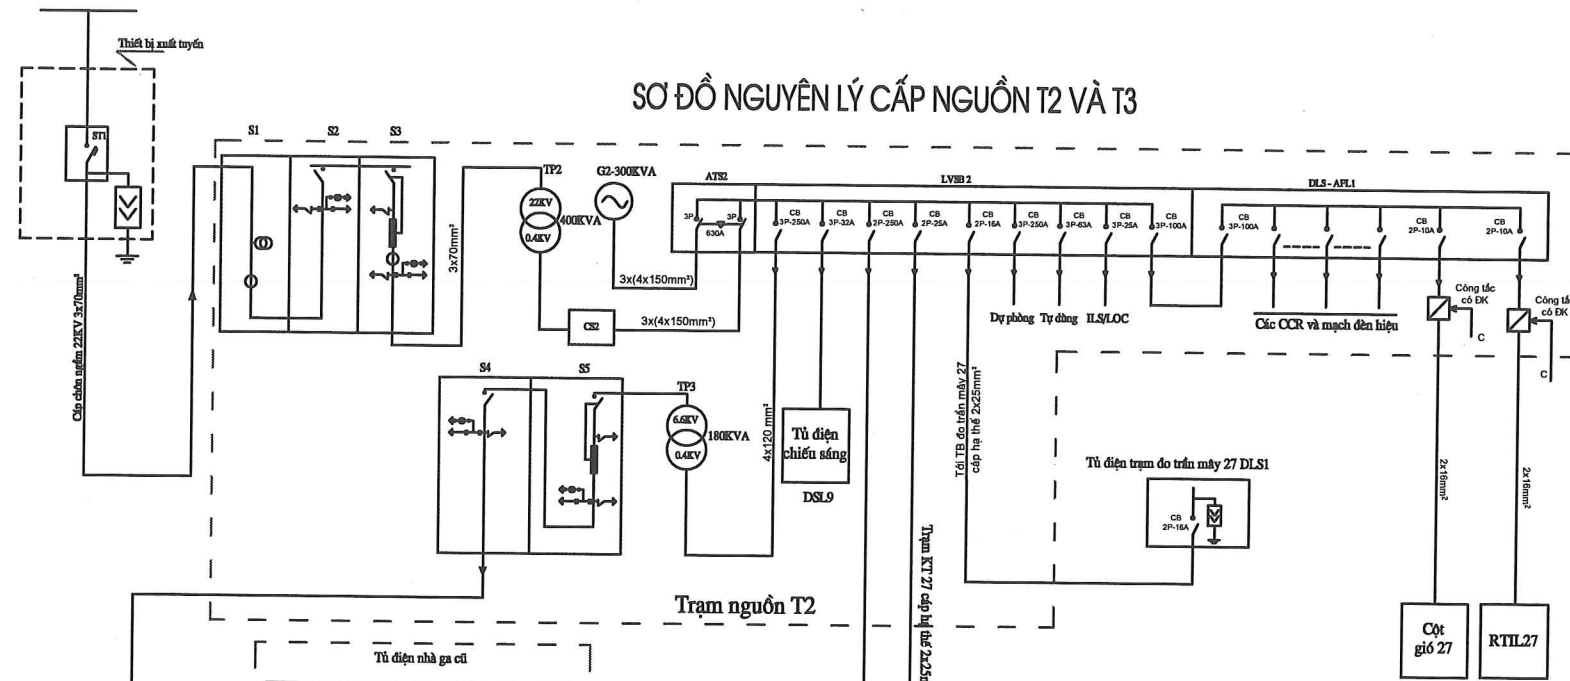 Thiết bị xuất tuyến
SƠ ĐỒ NGUYÊN LÝ CẤP NGUỒN T2 VÀ T3
ST1
S1
S2
S3
TP2
22KV
0.4KV
400KVA
G2-300KVA
3x70mm²
Cáp chôn ngầm 22KV 3x70mm²
ATS2
LVSB 2
DLS - AFL1
3P
630A
3P
CB
3P-250A
CB
3P-32A
CB
2P-250A
CB
2P-25A
CB
2P-16A
CB
3P-250A
CB
3P-63A
CB
3P-25A
CB
3P-100A
CB
3P-100A
CB
2P-10A
CB
2P-10A
3x(4x150mm²)
CS2
3x(4x150mm²)
Dự phòng
Tự dùng
ILS/LOC
Các CCR và mạch đèn hiệu
Công tắc
có ĐK
C
Công tắ
có ĐK
C
S4
S5
TP3
6.6KV
0.4KV
180KVA
4x120 mm²
Tủ điện
chiếu sáng
DSL9
Tới TB đo trần mây 27
cáp hạ thế 2x25mm²
Tủ điện trạm đo trần mây 27 DLS1
CB
2P-16A
2x16mm²
2x16mm²
Trạm KT 27 cáp hạ thế 2x25
Trạm nguồn T2
Tủ điện nhà ga cũ
Cột
gió 27
RTIL27